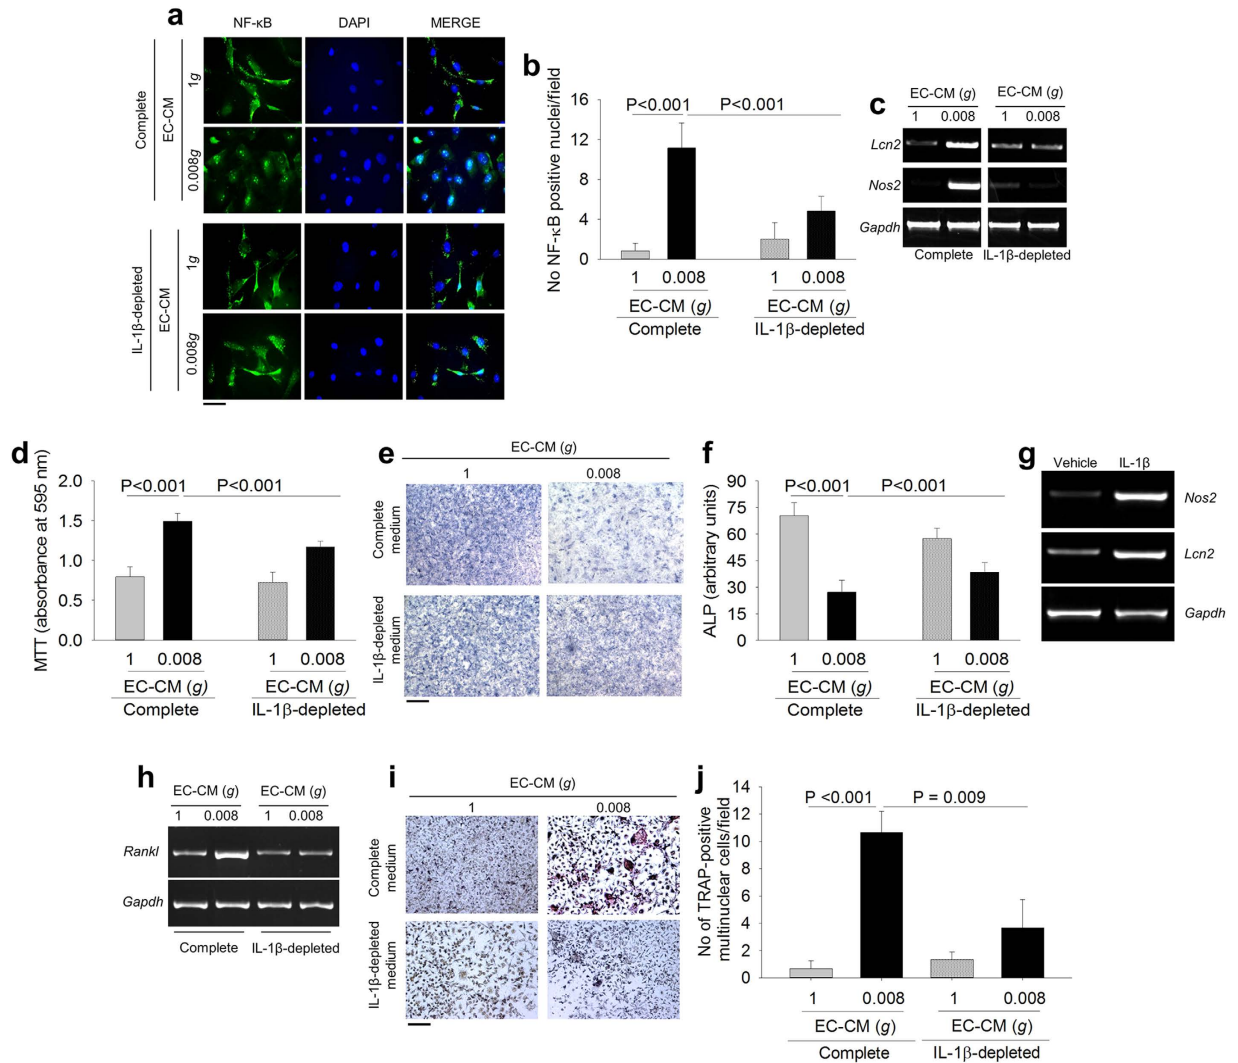 a
NF-κB DAPI MERGE
Complete
EC-CM
1g
0.008g
IL-1β-depleted
EC-CM
1g
0.008g
b
No NF-κB positive nuclei/field
16
12
8
4
0
P<0.001 P<0.001
1 0.008 1 0.008
EC-CM (g) EC-CM (g)
Complete IL-1β-depleted
c
EC-CM (g) EC-CM (g)
1 0.008 1 0.008
Lcn2
Nos2
Gapdh
Complete IL-1β-depleted
d
MTT (absorbance at 595 nm)
2.0
1.5
1.0
0.5
0.0
P<0.001 P<0.001
1 0.008 1 0.008
EC-CM (g) EC-CM (g)
Complete IL-1β-depleted
e
EC-CM (g)
1 0.008
Complete
medium
IL-1β-depleted
medium
f
ALP (arbitrary units)
90
75
60
45
30
15
0
P<0.001 P<0.001
1 0.008 1 0.008
EC-CM (g) EC-CM (g)
Complete IL-1β-depleted
g
Vehicle IL-1β
Nos2
Lcn2
Gapdh
h
EC-CM (g) EC-CM (g)
1 0.008 1 0.008
Rankl
Gapdh
Complete IL-1β-depleted
i
EC-CM (g)
1 0.008
Complete
medium
IL-1β-depleted
medium
j
No of TRAP-positive
multinuclear cells/field
14
12
10
8
6
4
2
0
P <0.001 P = 0.009
1 0.008 1 0.008
EC-CM (g) EC-CM (g)
Complete IL-1β-depleted